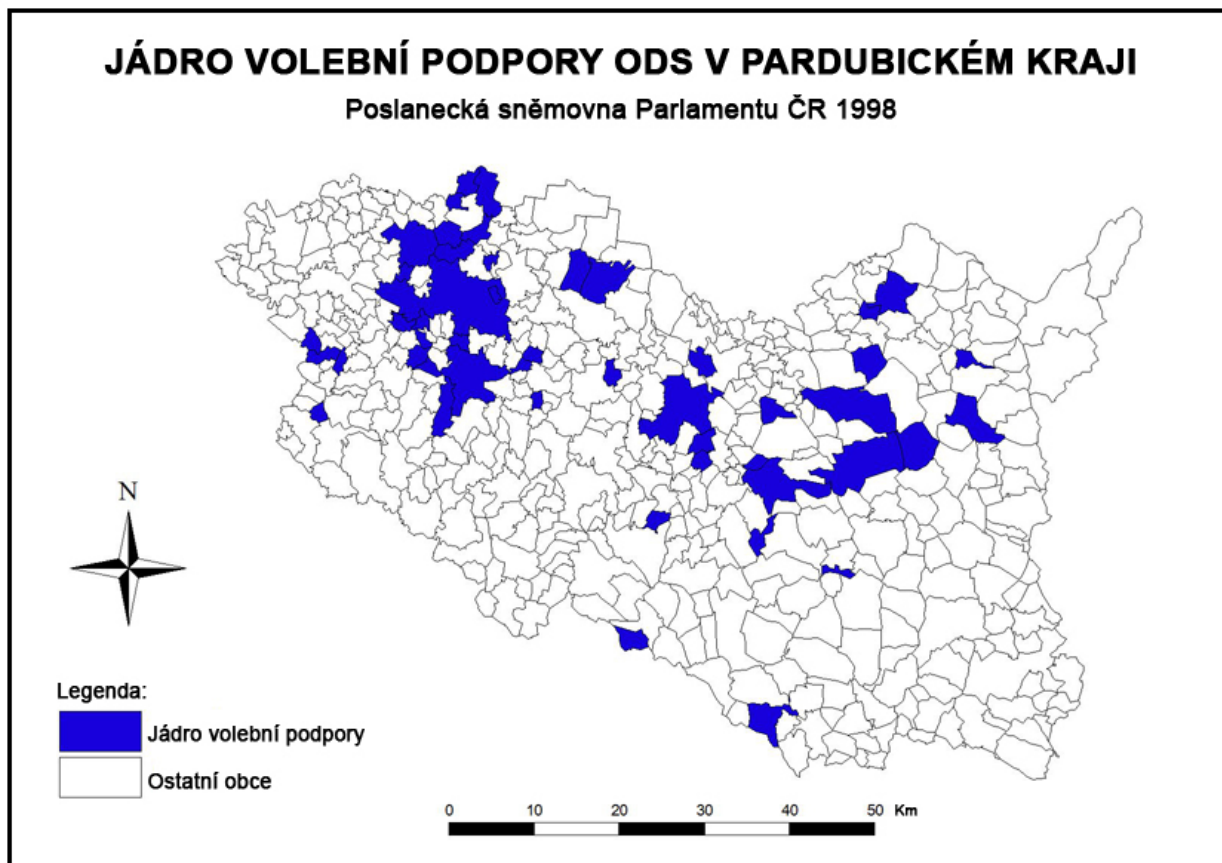 JÁDRO VOLEBNÍ PODPORY ODS V PARDUBICKÉM KRAJI
Poslanecká sněmovna Parlamentu ČR 1998
N
Legenda:
Jádro volební podpory
Ostatní obce
0 10 20 30 40 50 Km